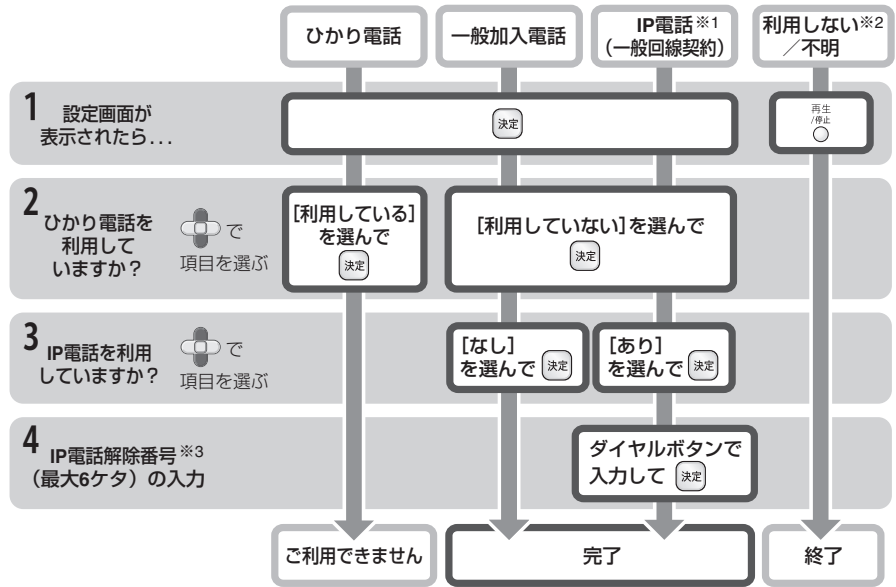 ひかり電話
一般加入電話
IP電話※1
（一般回線契約）
利用しない※2
／不明
1
設定画面が
表示されたら...
決定
再生
/停止
2
ひかり電話を
利用して
いますか？
で
項目を選ぶ
[利用している]
を選んで
決定
[利用していない]を選んで
決定
3
IP電話を利用
していますか？
で
項目を選ぶ
[なし]
を選んで 決定
[あり]
を選んで 決定
4
IP電話解除番号※3
（最大6ケタ）の入力
ダイヤルボタンで
入力して 決定
ご利用できません
完了
終了